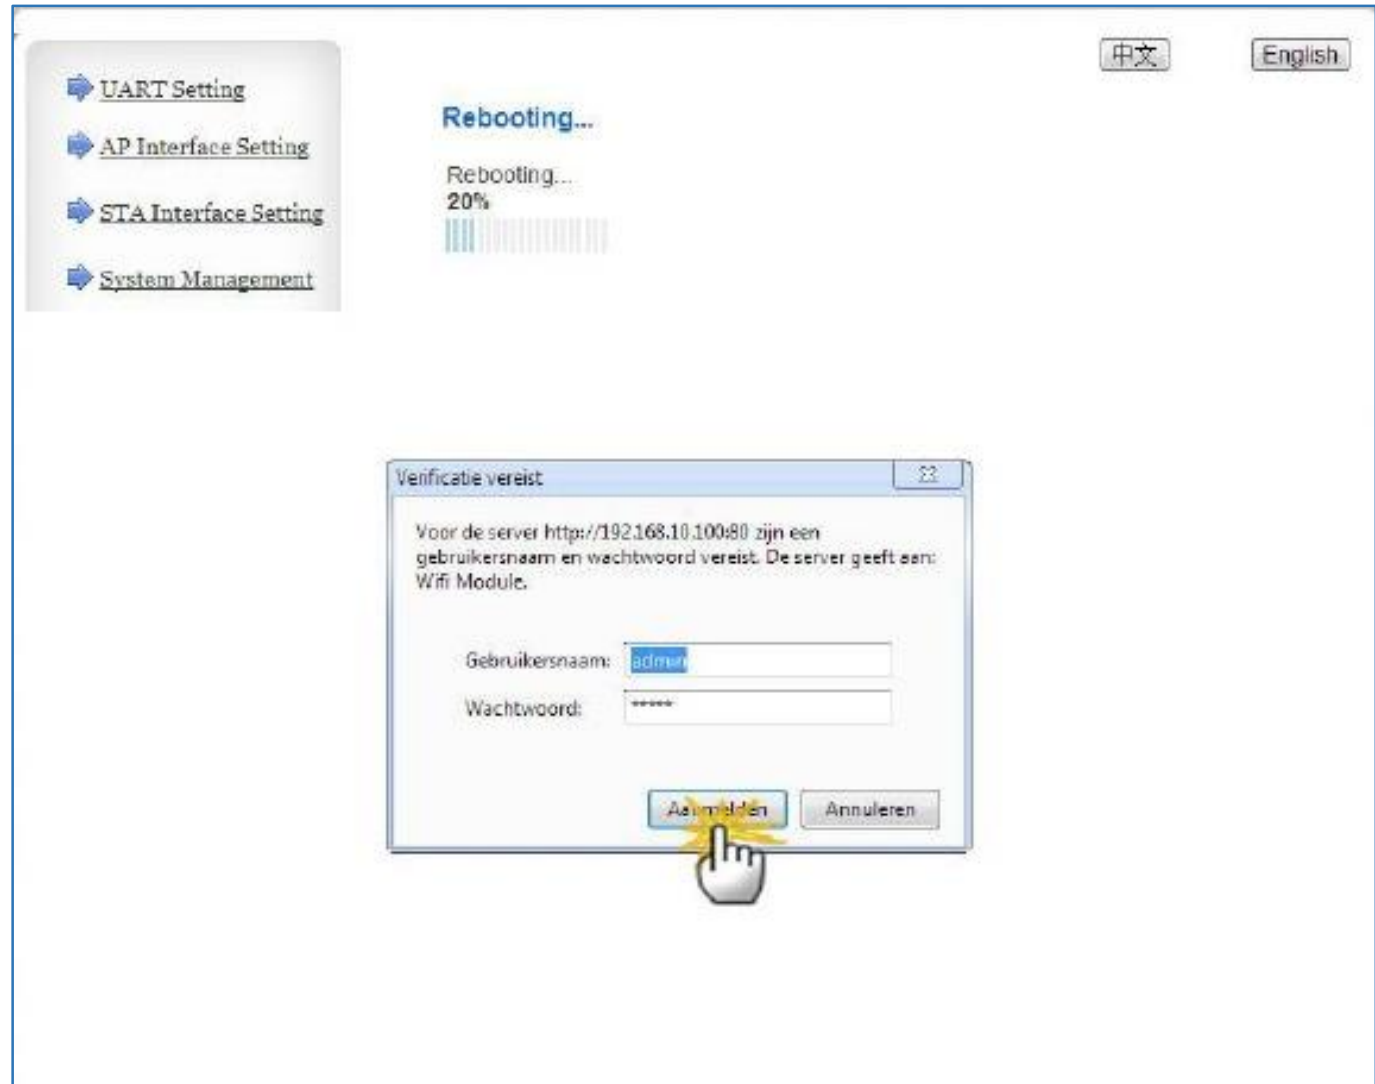 中文
English
UART Setting
AP Interface Setting
STA Interface Setting
System Management
Rebooting...
Rebooting...
20%
Verificatie vereist
Voor de server http://192.168.10.100:80 zijn een
gebruikersnaam en wachtwoord vereist. De server geeft aan:
Wifi Module.
Gebruikersnaam: admin
Wachtwoord: *****
Aanmelden
Annuleren